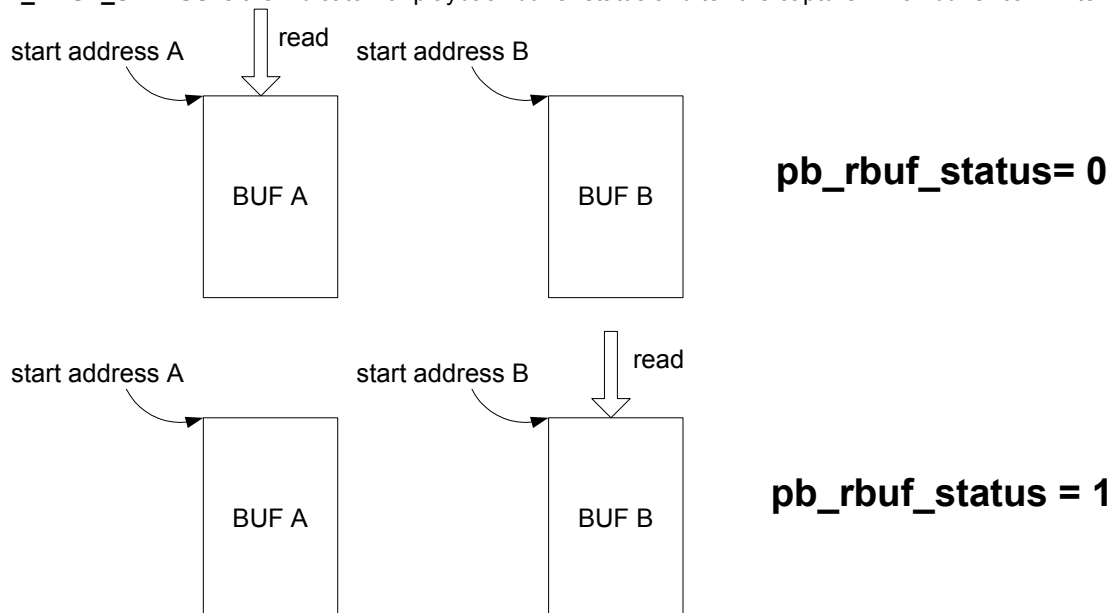 read
start address A
start address B
BUF A
BUF B
pb_rbuf_status= 0
read
start address A
start address B
BUF A
BUF B
pb_rbuf_status = 1